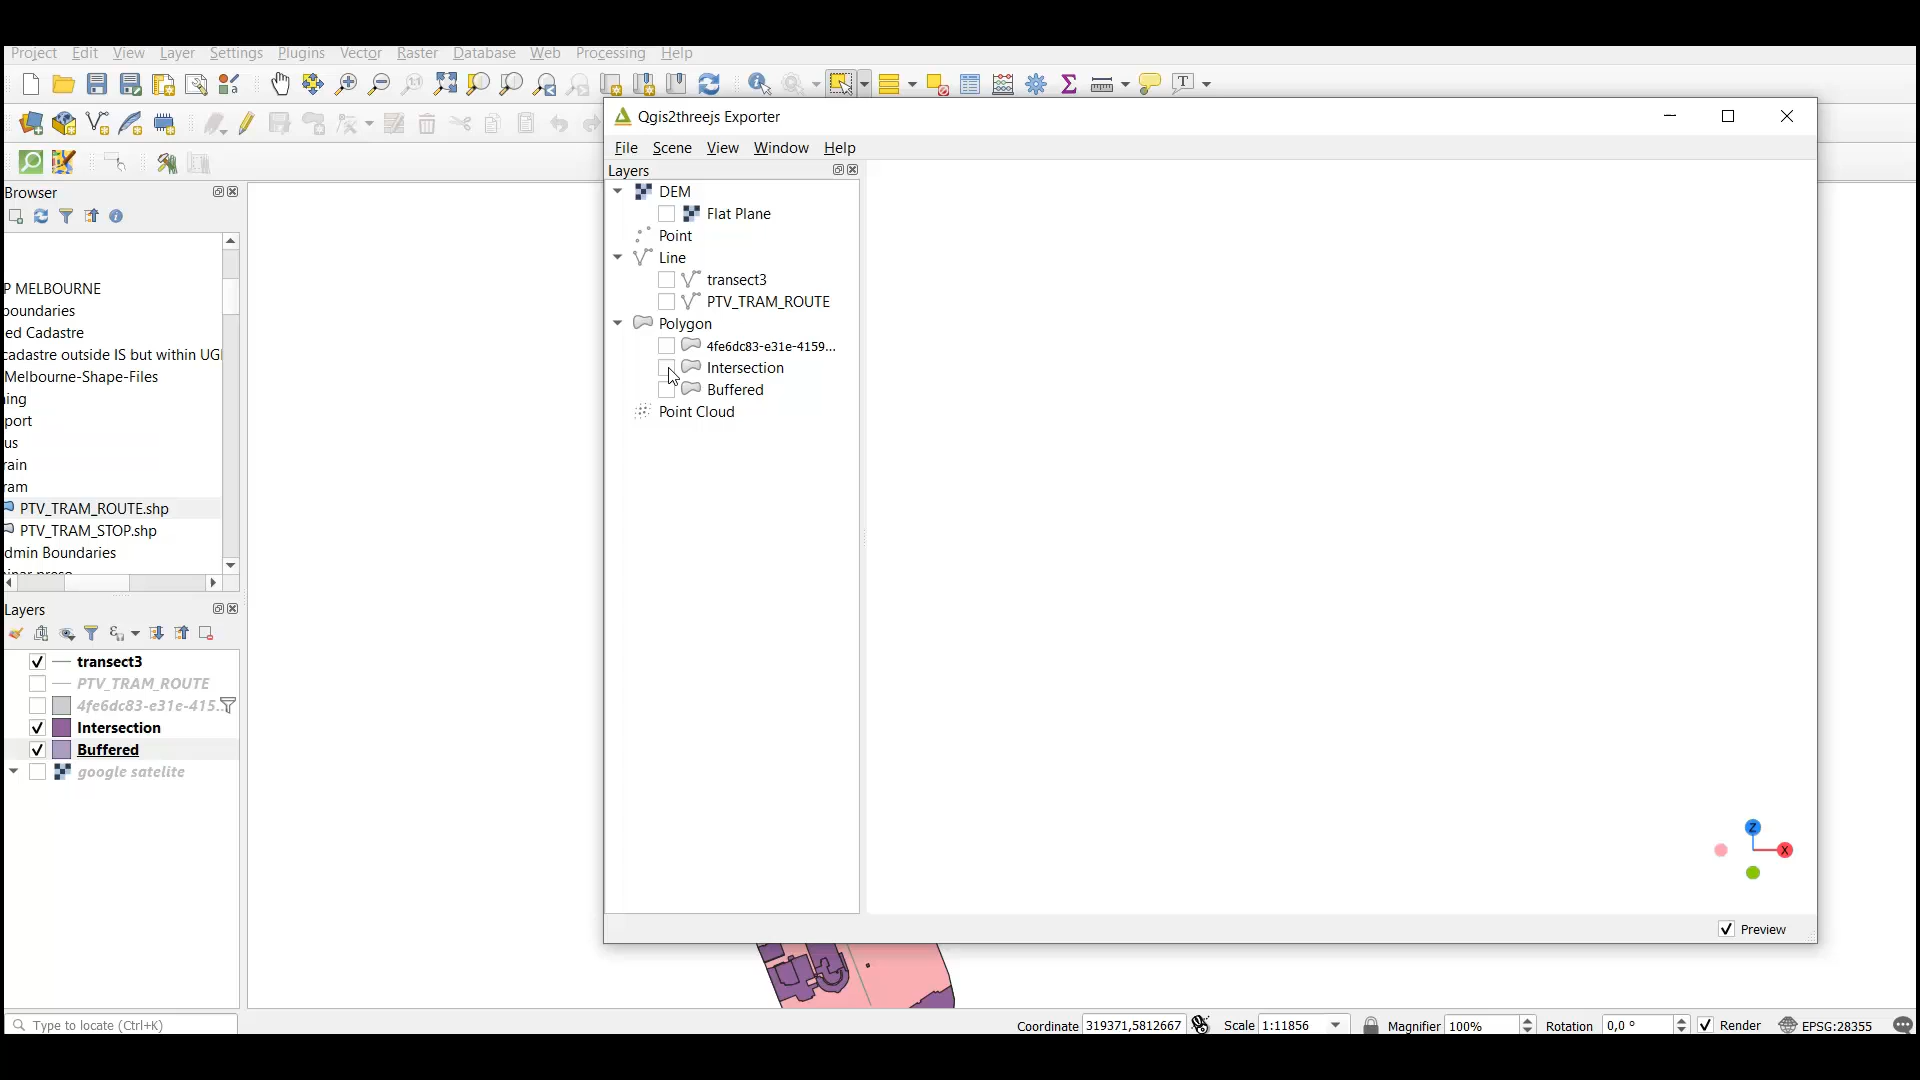 Project Edit View Layer Settings Plugins Vector Raster Database Web Processing Help
Qgis2threejs Exporter
File Scene View Window Help
Layers
DEM
Flat Plane
Point
Line
transect3
PTV_TRAM_ROUTE
Polygon
4fe6dc83-e31e-4159...
Intersection
Buffered
Point Cloud
Z
X
Preview
Browser
P MELBOURNE
boundaries
ed Cadastre
cadastre outside IS but within UG
Melbourne-Shape-Files
ing
port
us
rain
ram
PTV_TRAM_ROUTE.shp
PTV_TRAM_STOP.shp
dmin Boundaries
Layers
transect3
PTV_TRAM_ROUTE
4fe6dc83-e31e-415..
Intersection
Buffered
google satelite
Type to locate (Ctrl+K)
Coordinate 319371,5812667 Scale 1:11856 Magnifier 100% Rotation 0,0 ° Render EPSG:28355